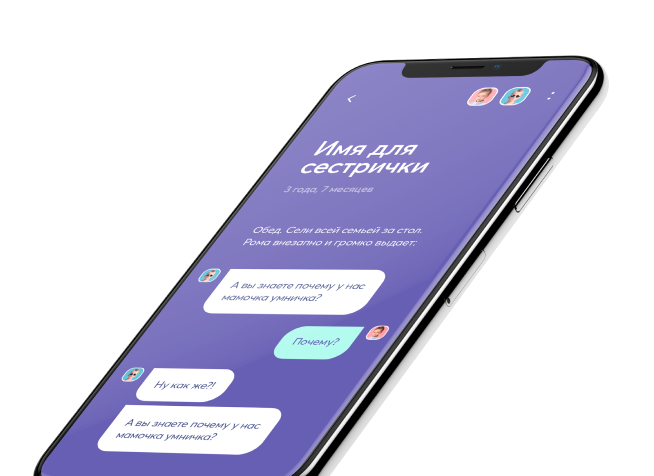 Имя для
сестрички
3 года, 7 месяцев
Обед. Сели всей семьей за стол.
Рома внезапно и громко выдает:
А вы знаете почему у нас
мамочка умничка?
Почему?
Ну как же?!
А вы знаете почему у нас
мамочка умничка?